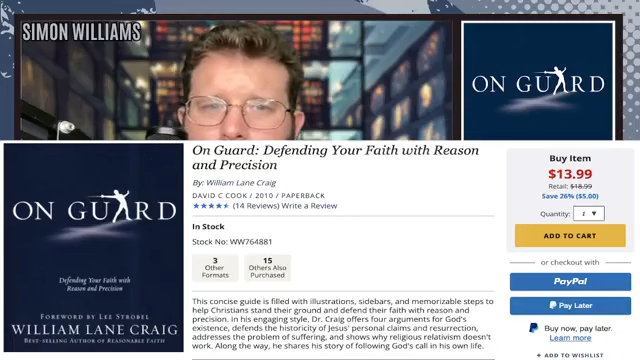 SIMON WILLIAMS
ON GUARD
ON GUARD
Defending Your Faith with
Reason and Precision
FOREWORD BY LEE STROBEL
WILLIAM LANE CRAIG
BEST-SELLING AUTHOR OF REASONABLE FAITH
On Guard: Defending Your Faith with Reason
and Precision
By: William Lane Craig
DAVID C COOK / 2010 / PAPERBACK
(14 Reviews) Write a Review
In Stock
Stock No: WW764881
3
Other
Formats
15
Others Also
Purchased
This concise guide is filled with illustrations, sidebars, and memorizable steps to
help Christians stand their ground and defend their faith with reason and
precision. In his engaging style, Dr. Craig offers four arguments for God's
existence, defends the historicity of Jesus' personal claims and resurrection,
addresses the problem of suffering, and shows why religious relativism doesn't
work. Along the way, he shares his story of following God's call in his own life.
Buy Item
$13.99
Retail: $18.99
Save 26% ($5.00)
Quantity: 1
ADD TO CART
or checkout with
PayPal
Pay Later
Buy now, pay later.
Learn more
+ ADD TO WISHLIST